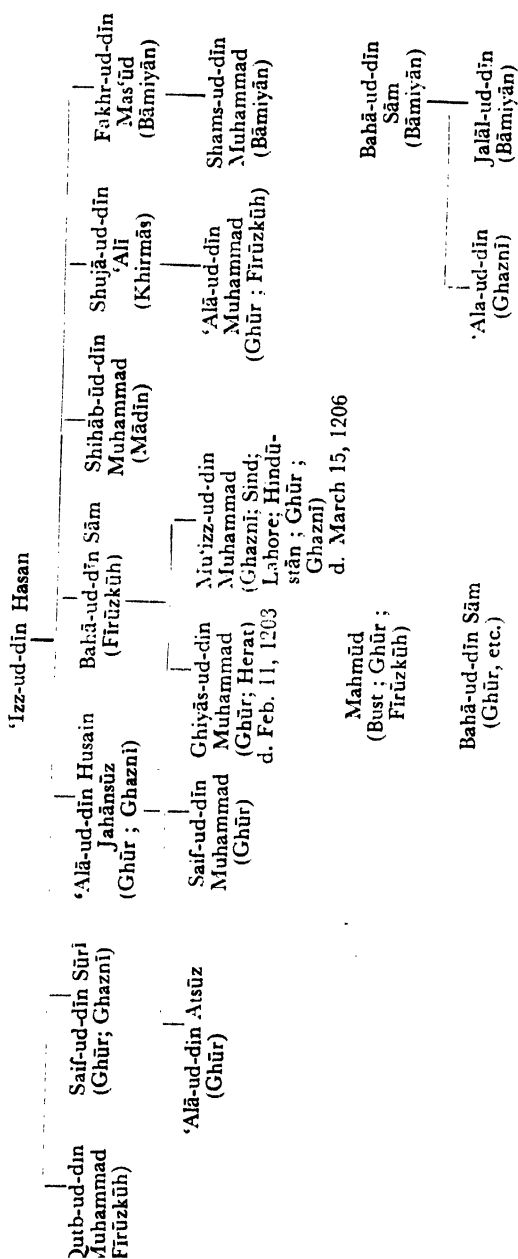 'Izz-ud-dīn Hasan
Qutb-ud-dīn
Muhammad
Fīrūzkūh)
Saif-ud-dīn Sūrī
(Ghūr; Ghaznī)
'Alā-ud-dīn Husain
Jahānsūz
(Ghūr ; Ghaznī)
Bahā-ud-dīn Sām
(Fīrūzkūh)
Shihāb-ūd-dīn
Muhammad
(Mādīn)
Shujā-ud-dīn
'Alī
(Khirmās)
Fakhr-ud-dīn
Mas'ūd
(Bāmiyān)
'Alā-ud-dīn Atsūz
(Ghūr)
Saif-ud-dīn
Muhammad
(Ghūr)
Ghiyās-ud-dīn
Muhammad
(Ghūr; Herat)
d. Feb. 11, 1203
Mu'izz-ud-dīn
Muhammad
(Ghaznī; Sind;
Lahore; Hindū-
stān ; Ghūr ;
Ghaznī)
d. March 15, 1206
'Alā-ud-dīn
Muhammad
(Ghūr ; Fīrūzkūh)
Shams-ud-dīn
Muhammad
(Bāmiyān)
Mahmūd
(Bust ; Ghūr ;
Fīrūzkūh)
Bahā-ud-dīn
Sām
(Bāmiyān)
Bahā-ud-dīn Sām
(Ghūr, etc.)
'Ala-ud-dīn
(Ghaznī)
Jalāl-ud-dīn
(Bāmiyān)